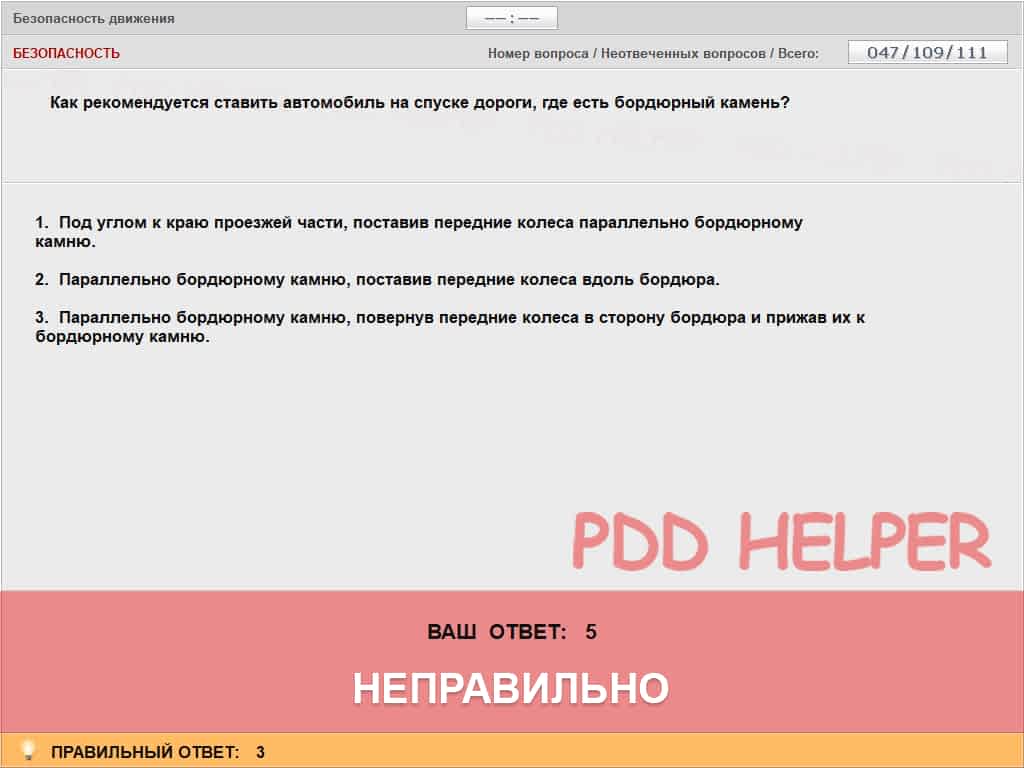 Безопасность движения
—— : ——
БЕЗОПАСНОСТЬ
Номер вопроса / Неотвеченных вопросов / Всего:
047/109/111
Как рекомендуется ставить автомобиль на спуске дороги, где есть бордюрный камень?
1. Под углом к краю проезжей части, поставив передние колеса параллельно бордюрному
камню.
2. Параллельно бордюрному камню, поставив передние колеса вдоль бордюра.
3. Параллельно бордюрному камню, повернув передние колеса в сторону бордюра и прижав их к
бордюрному камню.
PDD HELPER
ВАШ ОТВЕТ: 5
НЕПРАВИЛЬНО
ПРАВИЛЬНЫЙ ОТВЕТ: 3